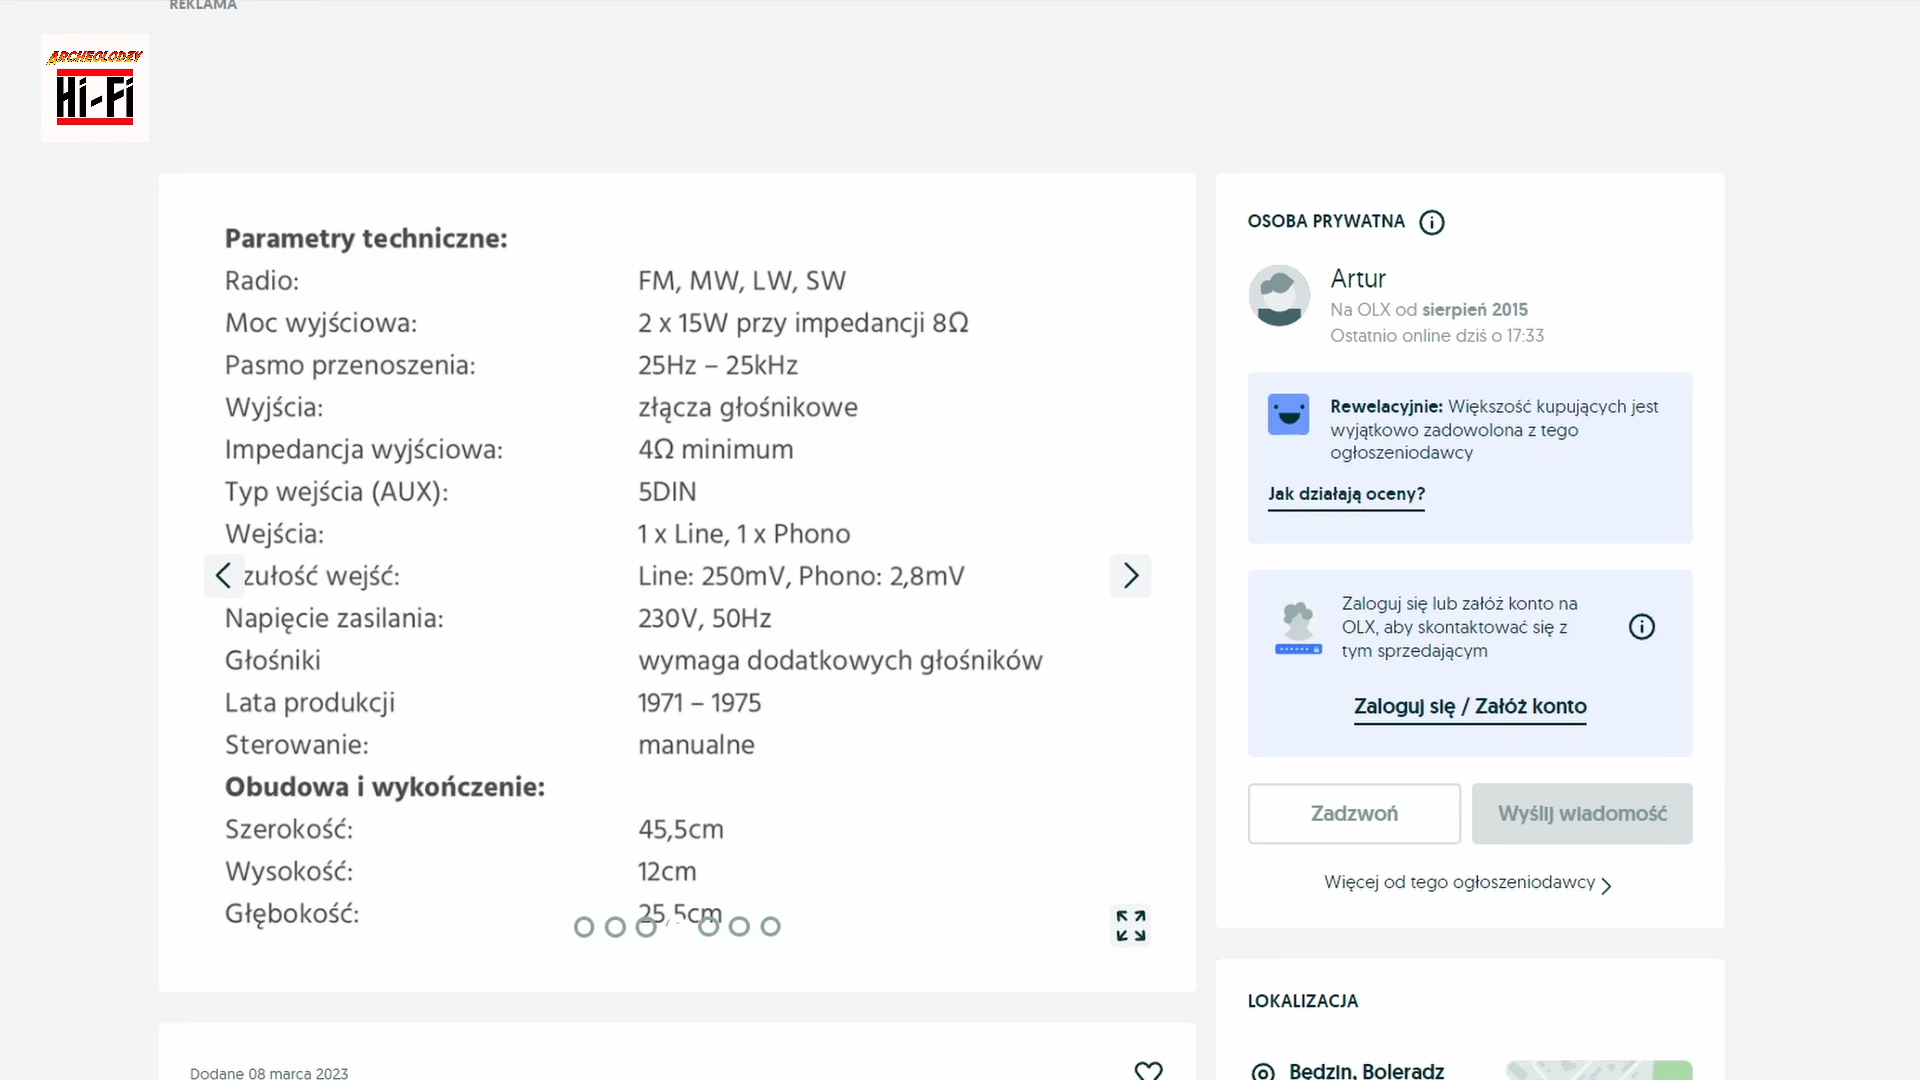 REKLAMA
ARCHEOLODZY
Hi-Fi
Parametry techniczne:
Radio: FM, MW, LW, SW
Moc wyjściowa: 2 x 15W przy impedancji 8Ω
Pasmo przenoszenia: 25Hz – 25kHz
Wyjścia: złącza głośnikowe
Impedancja wyjściowa: 4Ω minimum
Typ wejścia (AUX): 5DIN
Wejścia: 1 x Line, 1 x Phono
zułość wejść: Line: 250mV, Phono: 2,8mV
Napięcie zasilania: 230V, 50Hz
Głośniki wymaga dodatkowych głośników
Lata produkcji 1971 – 1975
Sterowanie: manualne
Obudowa i wykończenie:
Szerokość: 45,5cm
Wysokość: 12cm
Głębokość: 25,5cm
Dodane 08 marca 2023
OSOBA PRYWATNA
Artur
Na OLX od sierpień 2015
Ostatnio online dziś o 17:33
Rewelacyjnie: Większość kupujących jest
wyjątkowo zadowolona z tego
ogłoszeniodawcy
Jak działają oceny?
Zaloguj się lub załóż konto na
OLX, aby skontaktować się z
tym sprzedającym
Zaloguj się / Załóż konto
Zadzwoń
Wyślij wiadomość
Więcej od tego ogłoszeniodawcy
LOKALIZACJA
Będzin, Boleradz